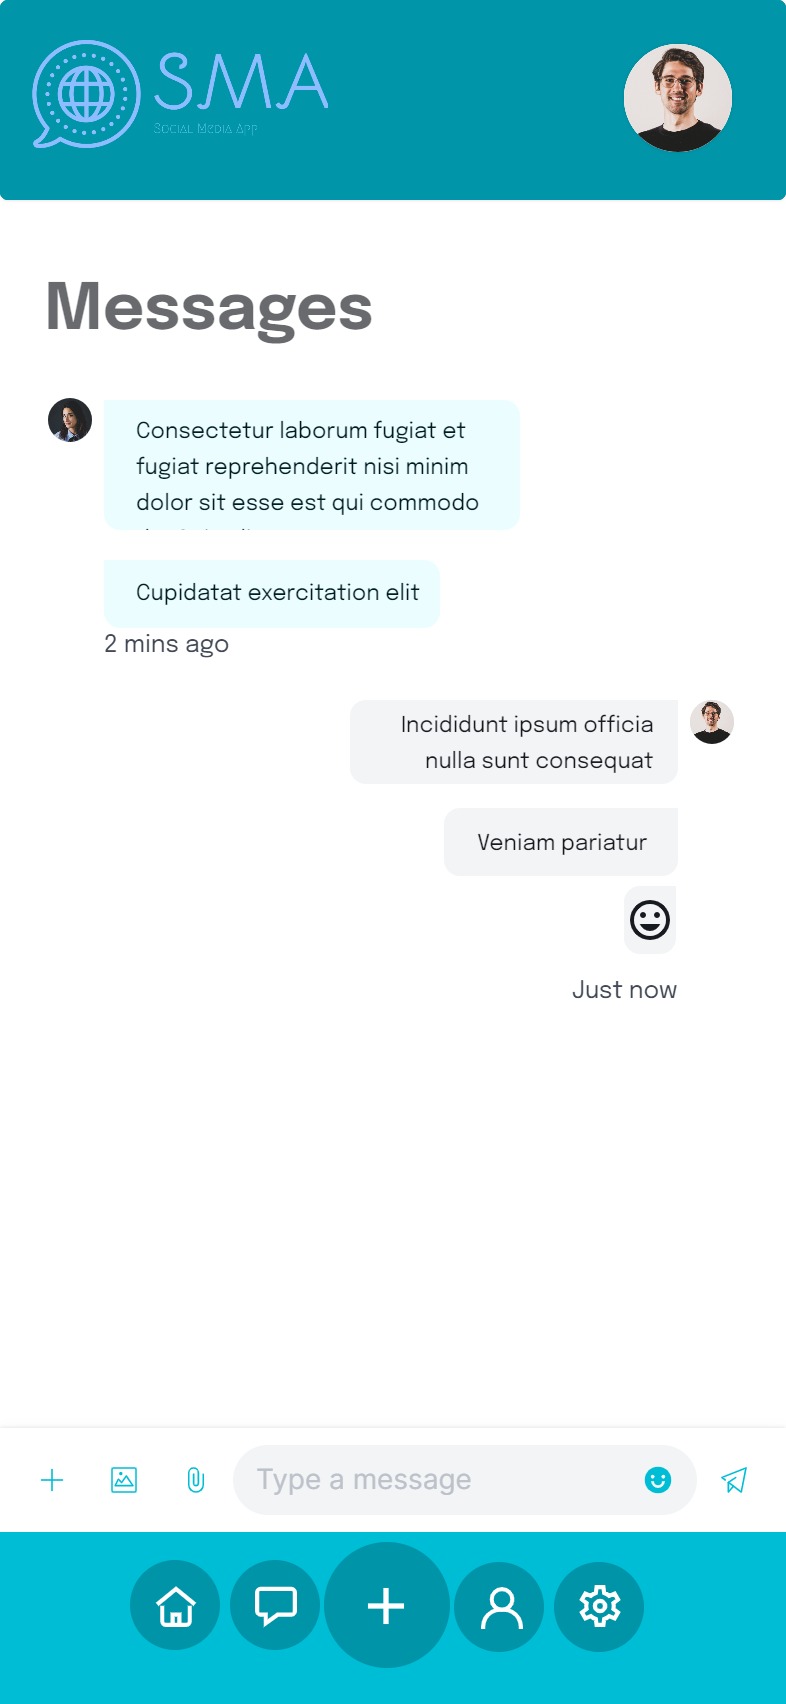 SMA
Social Media App
Messages
Consectetur laborum fugiat et
fugiat reprehenderit nisi minim
dolor sit esse est qui commodo
Cupidatat exercitation elit
2 mins ago
Incididunt ipsum officia
nulla sunt consequat
Veniam pariatur
Just now
Type a message